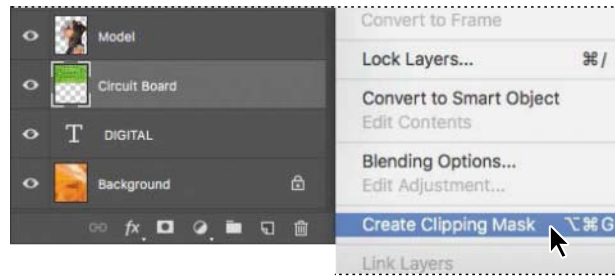 Model
Circuit Board
T DIGITAL
Background
fx
Convert to Frame
Lock Layers... ⌘/
Convert to Smart Object
Edit Contents
Blending Options...
Edit Adjustment...
Create Clipping Mask ⌥⌘G
Link Layers